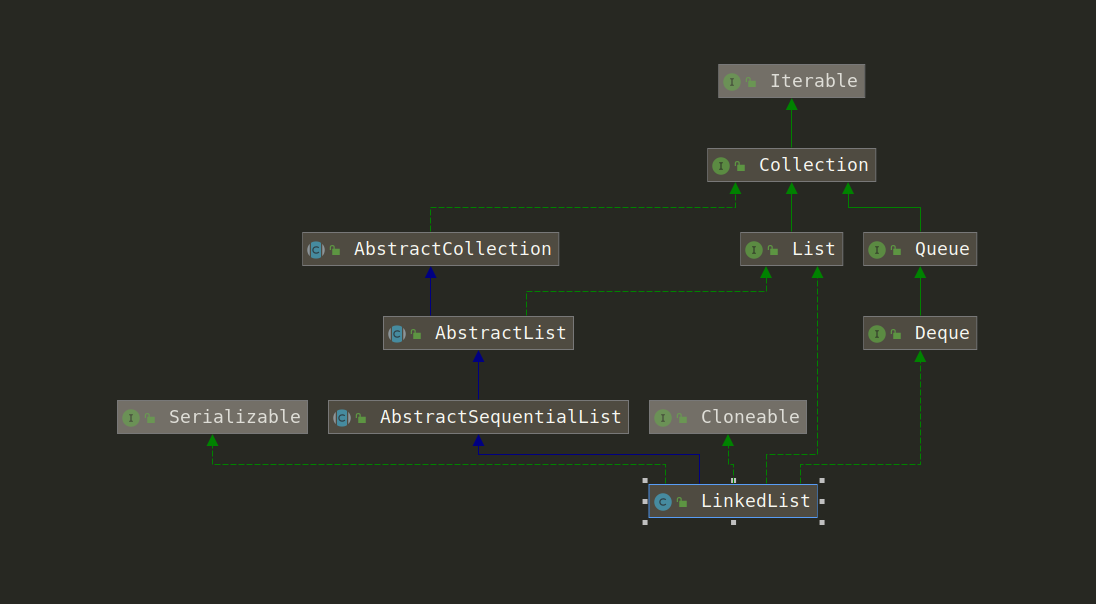 I Iterable
I Collection
C AbstractCollection
I List
I Queue
C AbstractList
I Deque
I Serializable
C AbstractSequentialList
I Cloneable
C LinkedList